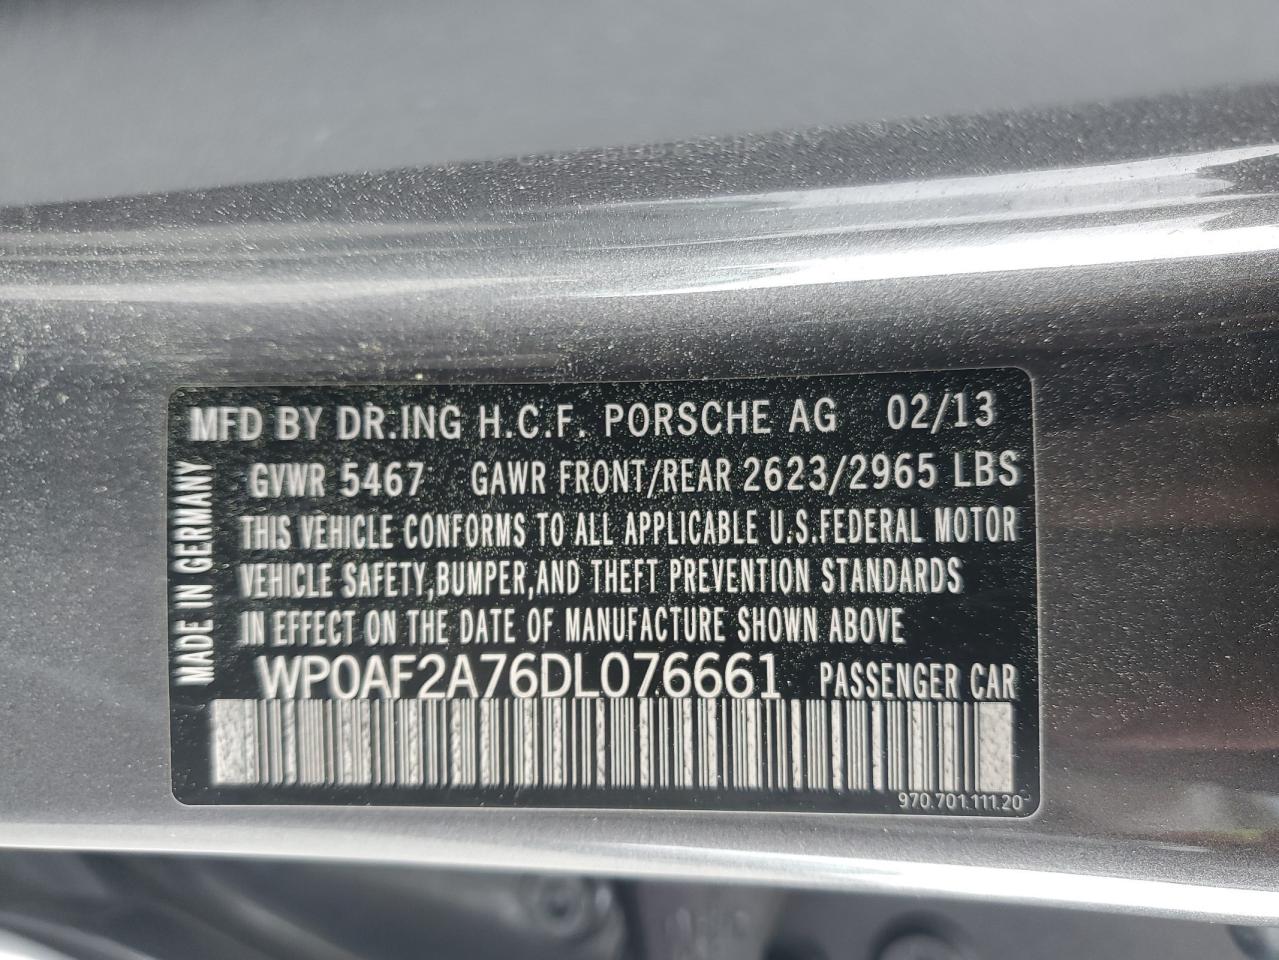 MFD BY DR.ING H.C.F. PORSCHE AG 02/13
GVWR 5467 GAWR FRONT/REAR 2623/2965 LBS
THIS VEHICLE CONFORMS TO ALL APPLICABLE U.S.FEDERAL MOTOR
VEHICLE SAFETY,BUMPER,AND THEFT PREVENTION STANDARDS
IN EFFECT ON THE DATE OF MANUFACTURE SHOWN ABOVE
WP0AF2A76DL076661 PASSENGER CAR
970.701.111.20
MADE IN GERMANY